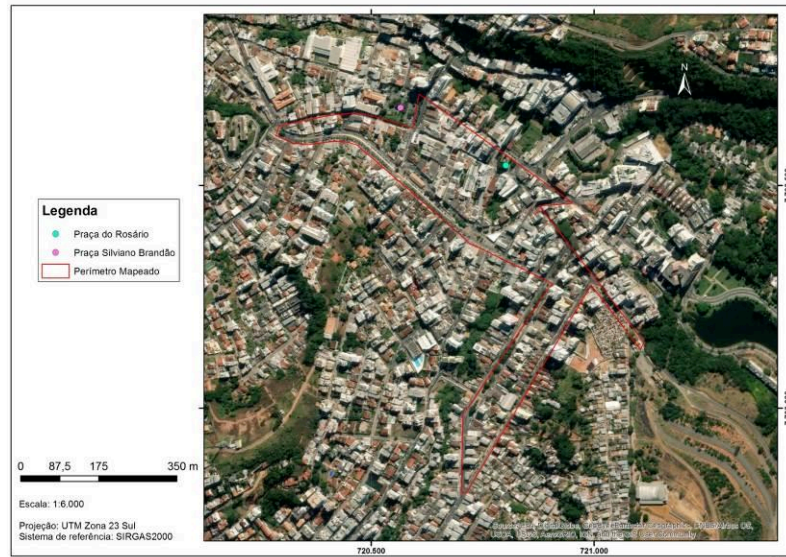 N
Legenda
Praça do Rosário
Praça Silviano Brandão
Perímetro Mapeado
0 87,5 175 350 m
Escala: 1:6.000
Projeção: UTM Zona 23 Sul
Sistema de referência: SIRGAS2000
720.500 721.000